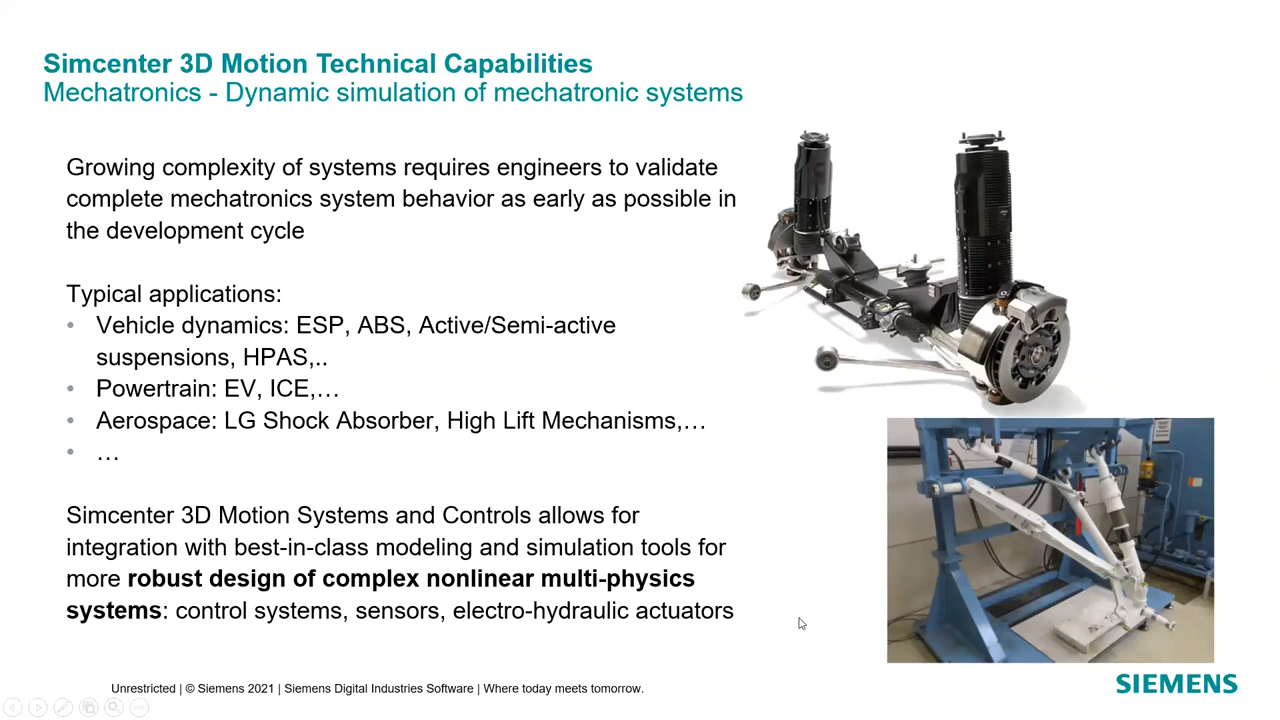 Simcenter 3D Motion Technical Capabilities
Mechatronics - Dynamic simulation of mechatronic systems
Growing complexity of systems requires engineers to validate
complete mechatronics system behavior as early as possible in
the development cycle
Typical applications:
• Vehicle dynamics: ESP, ABS, Active/Semi-active
suspensions, HPAS,..
• Powertrain: EV, ICE,…
• Aerospace: LG Shock Absorber, High Lift Mechanisms,…
• …
Simcenter 3D Motion Systems and Controls allows for
integration with best-in-class modeling and simulation tools for
more robust design of complex nonlinear multi-physics
systems: control systems, sensors, electro-hydraulic actuators
Unrestricted | © Siemens 2021 | Siemens Digital Industries Software | Where today meets tomorrow.
SIEMENS